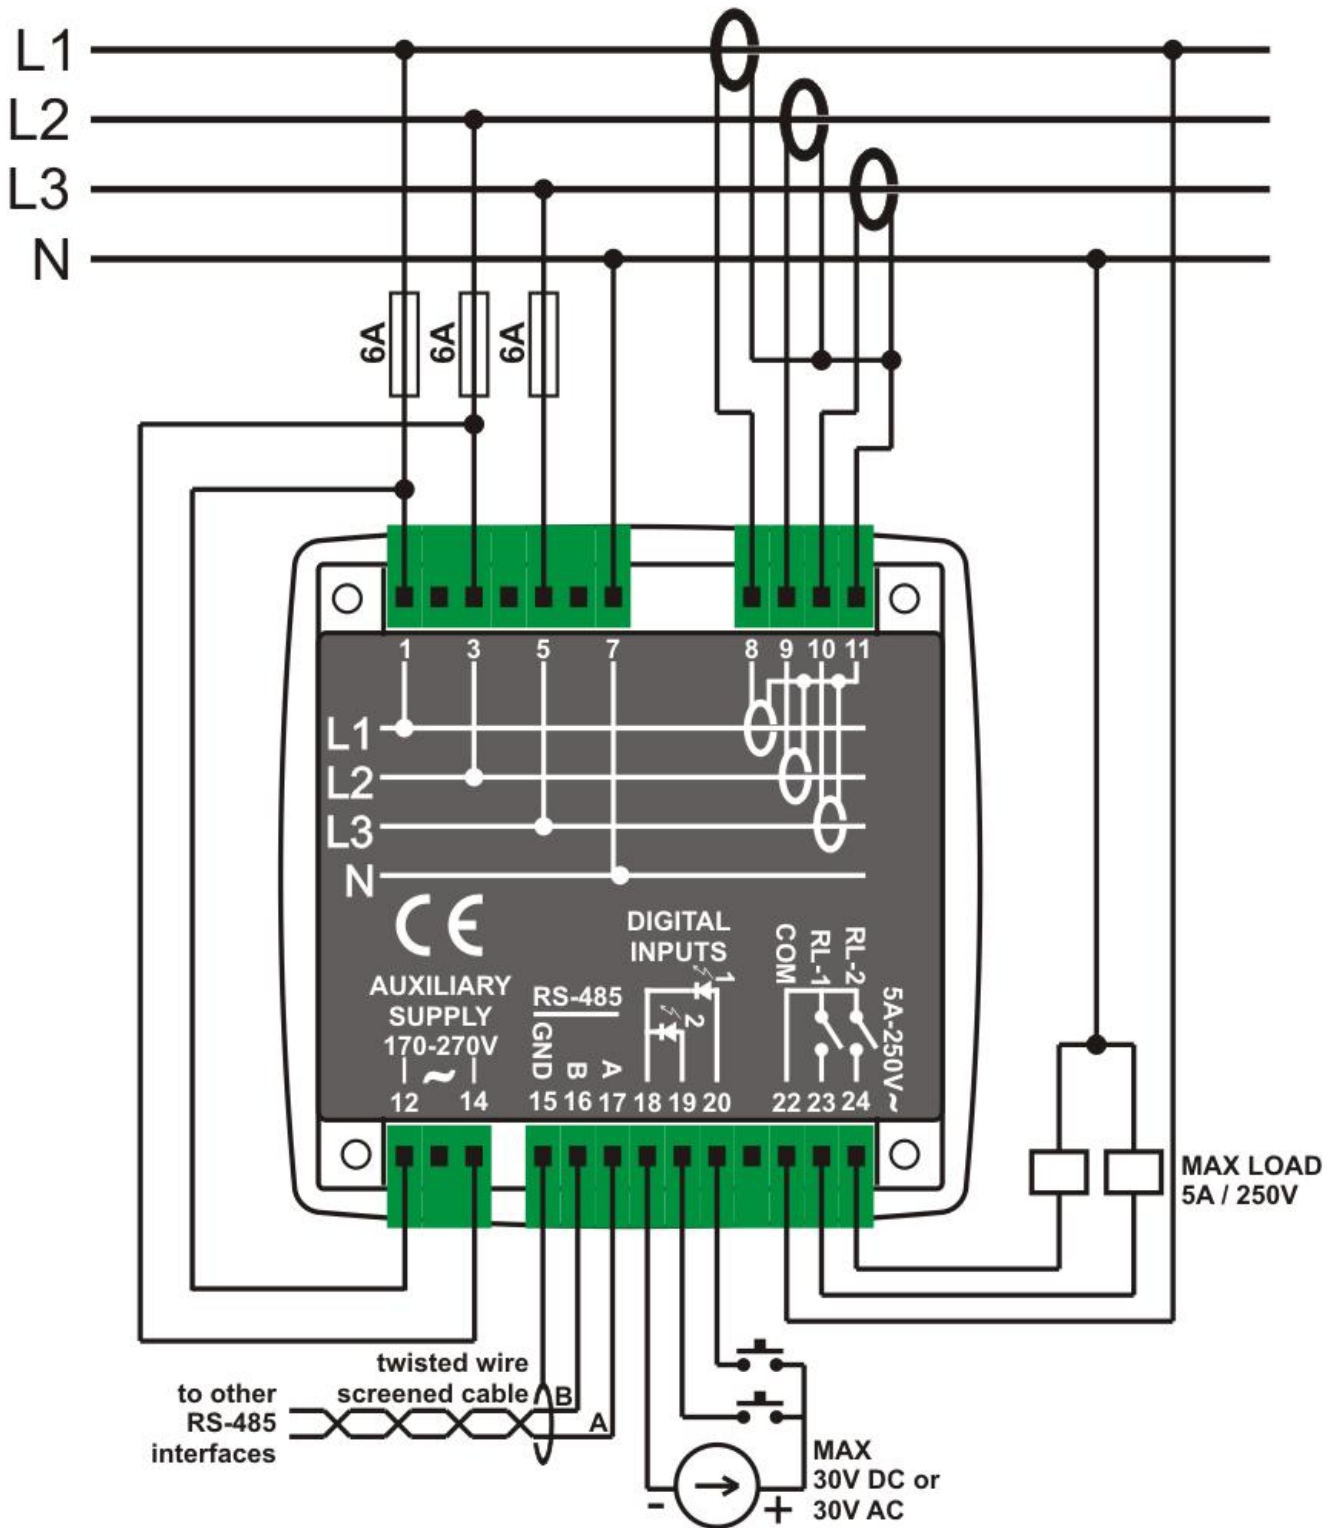 L1
L2
L3
N
6A
6A
6A
1 3 5 7 8 9 10 11
L1
L2
L3
N
CE
AUXILIARY
SUPPLY
170-270V
~
12 14
RS-485
GND
B
A
15 16 17
DIGITAL
INPUTS
1
2
18 19 20
COM
RL-1
RL-2
5A-250V~
22 23 24
MAX LOAD
5A / 250V
twisted wire
screened cable
B
A
to other
RS-485
interfaces
- +
MAX
30V DC or
30V AC